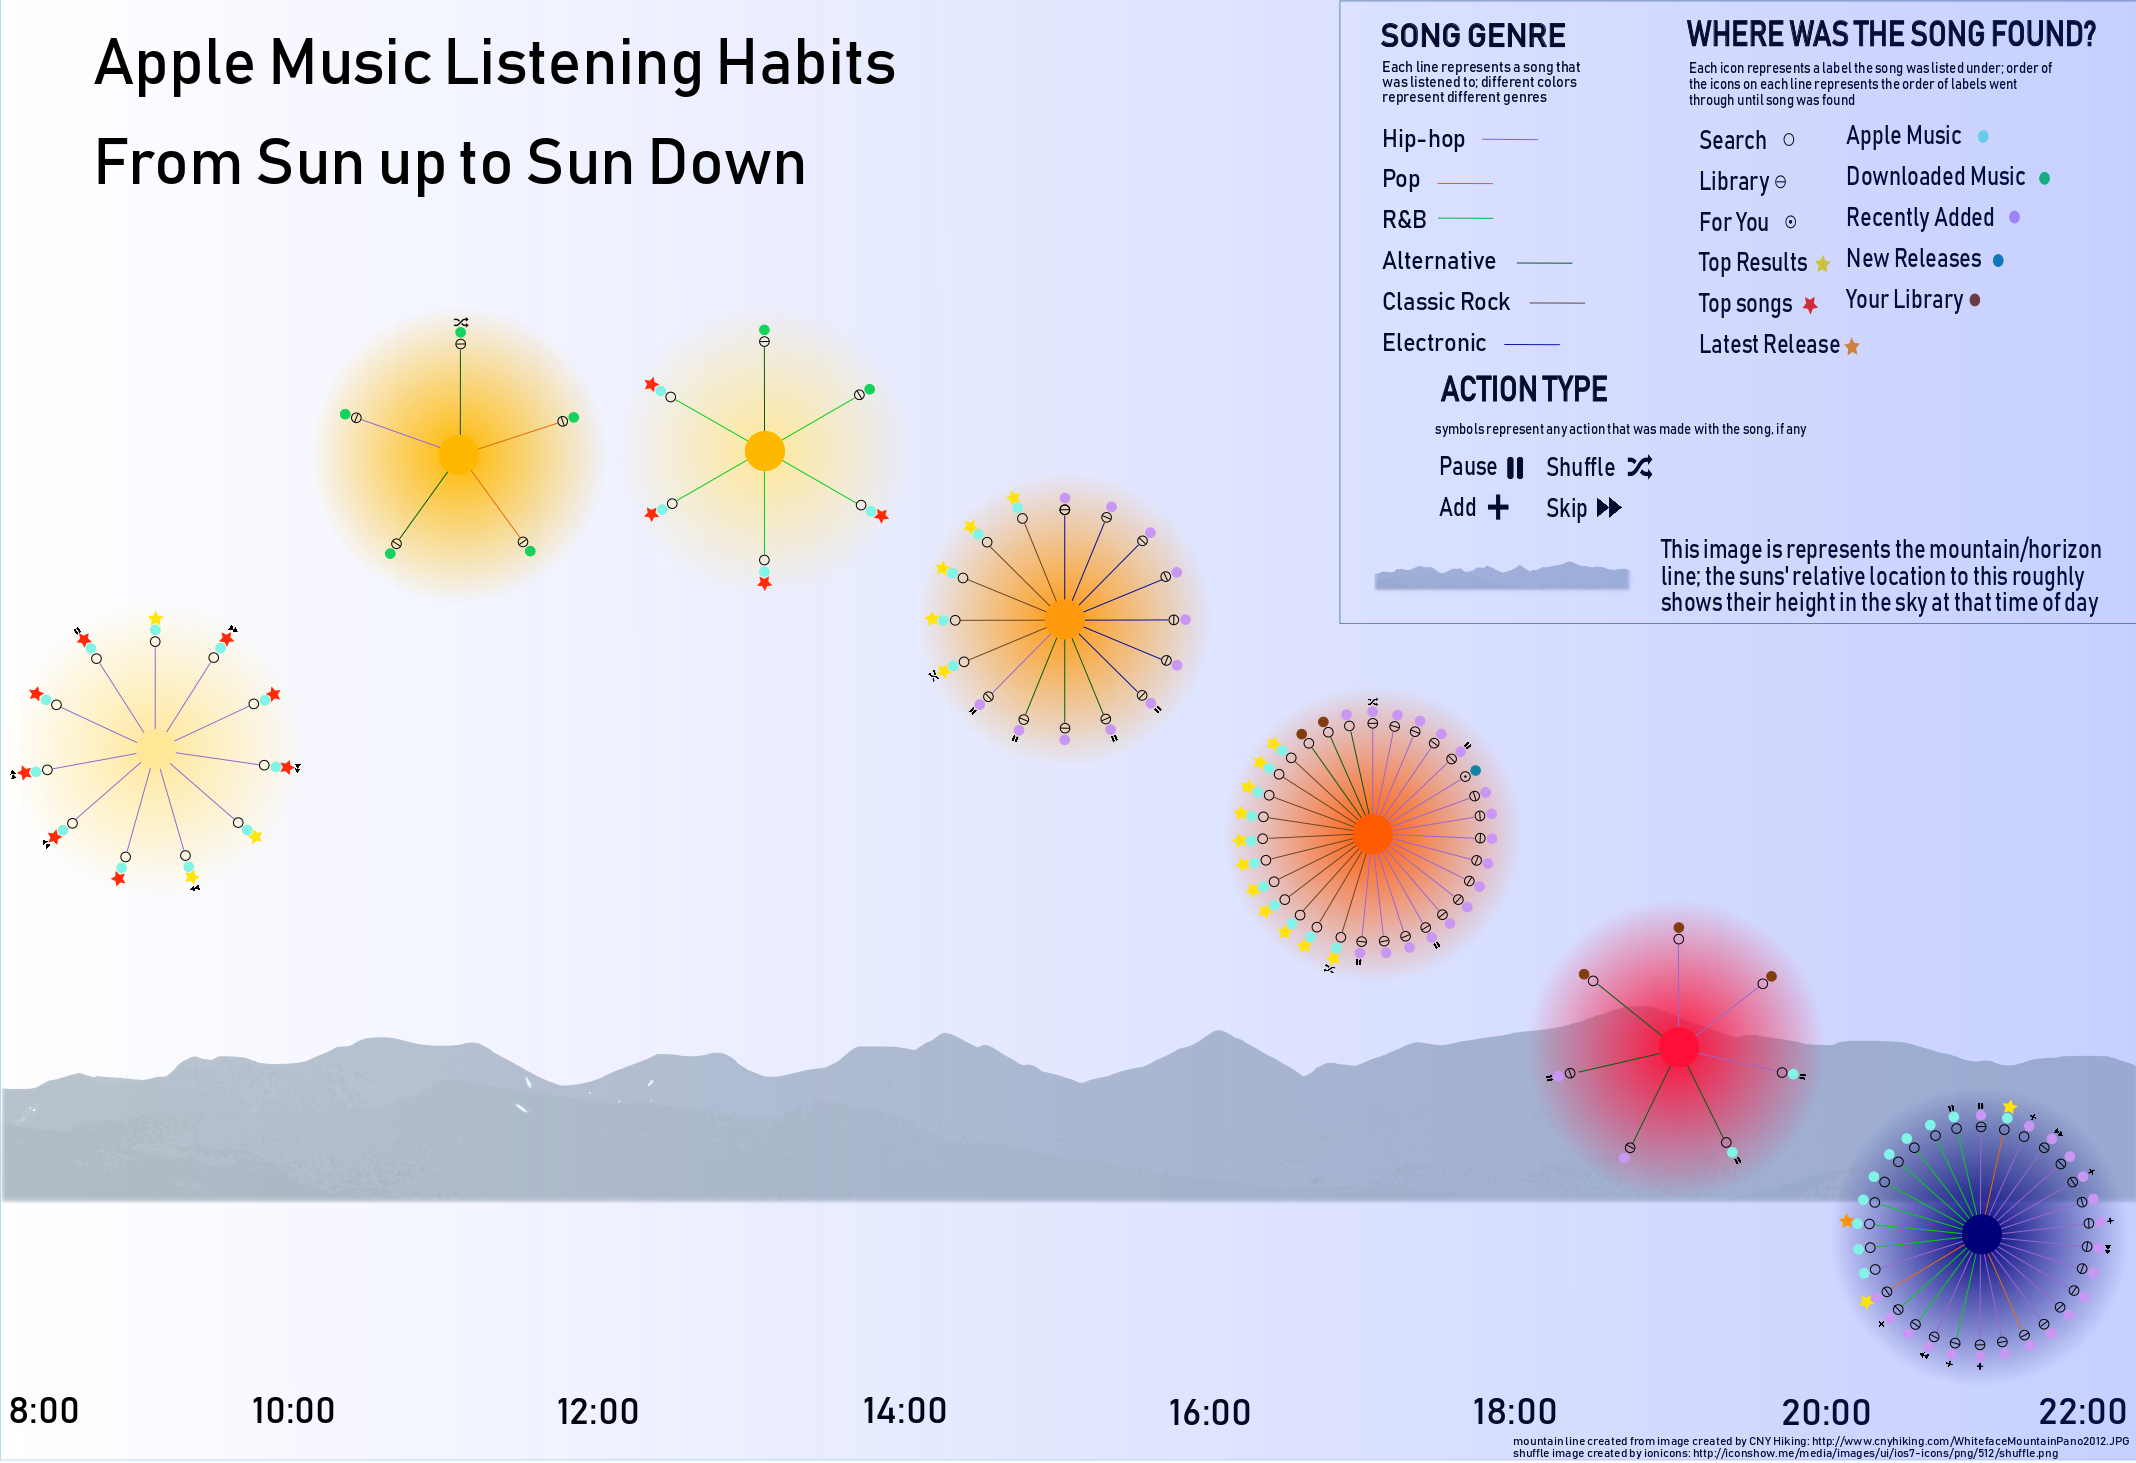 Apple Music Listening Habits
From Sun up to Sun Down
SONG GENRE
Each line represents a song that
was listened to; different colors
represent different genres
Hip-hop
Pop
R&B
Alternative
Classic Rock
Electronic
WHERE WAS THE SONG FOUND?
Each icon represents a label the song was listed under; order of
the icons on each line represents the order of labels went
through until song was found
Search
Library
For You
Top Results
Top songs
Latest Release
Apple Music
Downloaded Music
Recently Added
New Releases
Your Library
ACTION TYPE
symbols represent any action that was made with the song, if any
Pause
Shuffle
Add
Skip
This image is represents the mountain/horizon
line; the suns' relative location to this roughly
shows their height in the sky at that time of day
8:00
10:00
12:00
14:00
16:00
18:00
20:00
22:00
mountain line created from image created by CNY Hiking: http://www.cnyhiking.com/WhitefaceMountainPano2012.JPG
shuffle image created by ionicons: http://iconshow.me/media/images/ui/ios7-icons/png/512/shuffle.png